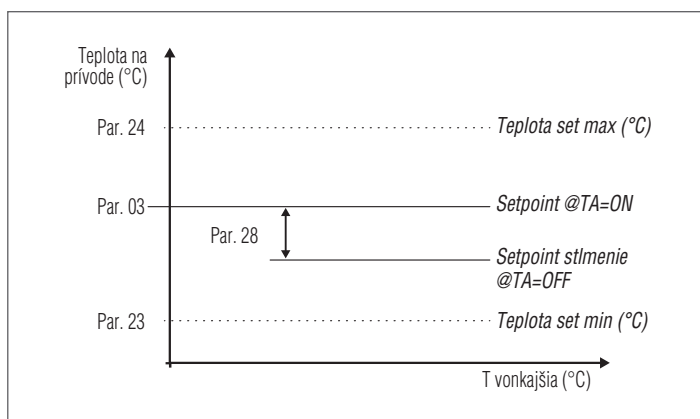 Teplota na
prívode (°C)
Par. 24
Teplota set max (°C)
Par. 03
Setpoint @TA=ON
Par. 28
Setpoint stlmenie
@TA=OFF
Par. 23
Teplota set min (°C)
T vonkajšia (°C)